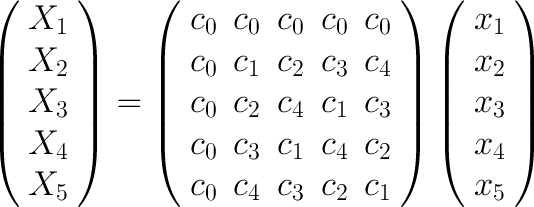 X₁ c₀ c₀ c₀ c₀ c₀ x₁
X₂ c₀ c₁ c₂ c₃ c₄ x₂
X₃ = c₀ c₂ c₄ c₁ c₃ x₃
X₄ c₀ c₃ c₁ c₄ c₂ x₄
X₅ c₀ c₄ c₃ c₂ c₁ x₅